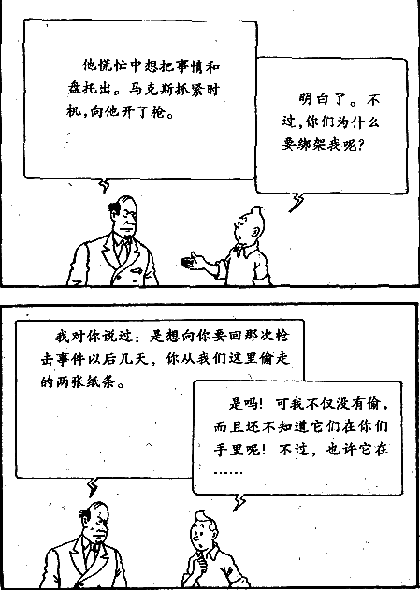 他慌忙中想把事情和
盘托出。马克斯抓紧时
机,向他开了枪。
明白了。不
过,你们为什么
要绑架我呢?
我对你说过:是想向你要回那次枪
击事件以后几天,你从我们这里偷走
的两张纸条。
是吗!可我不仅没有偷,
而且还不知道它们在你们
手里呢!不过,也许它在
……